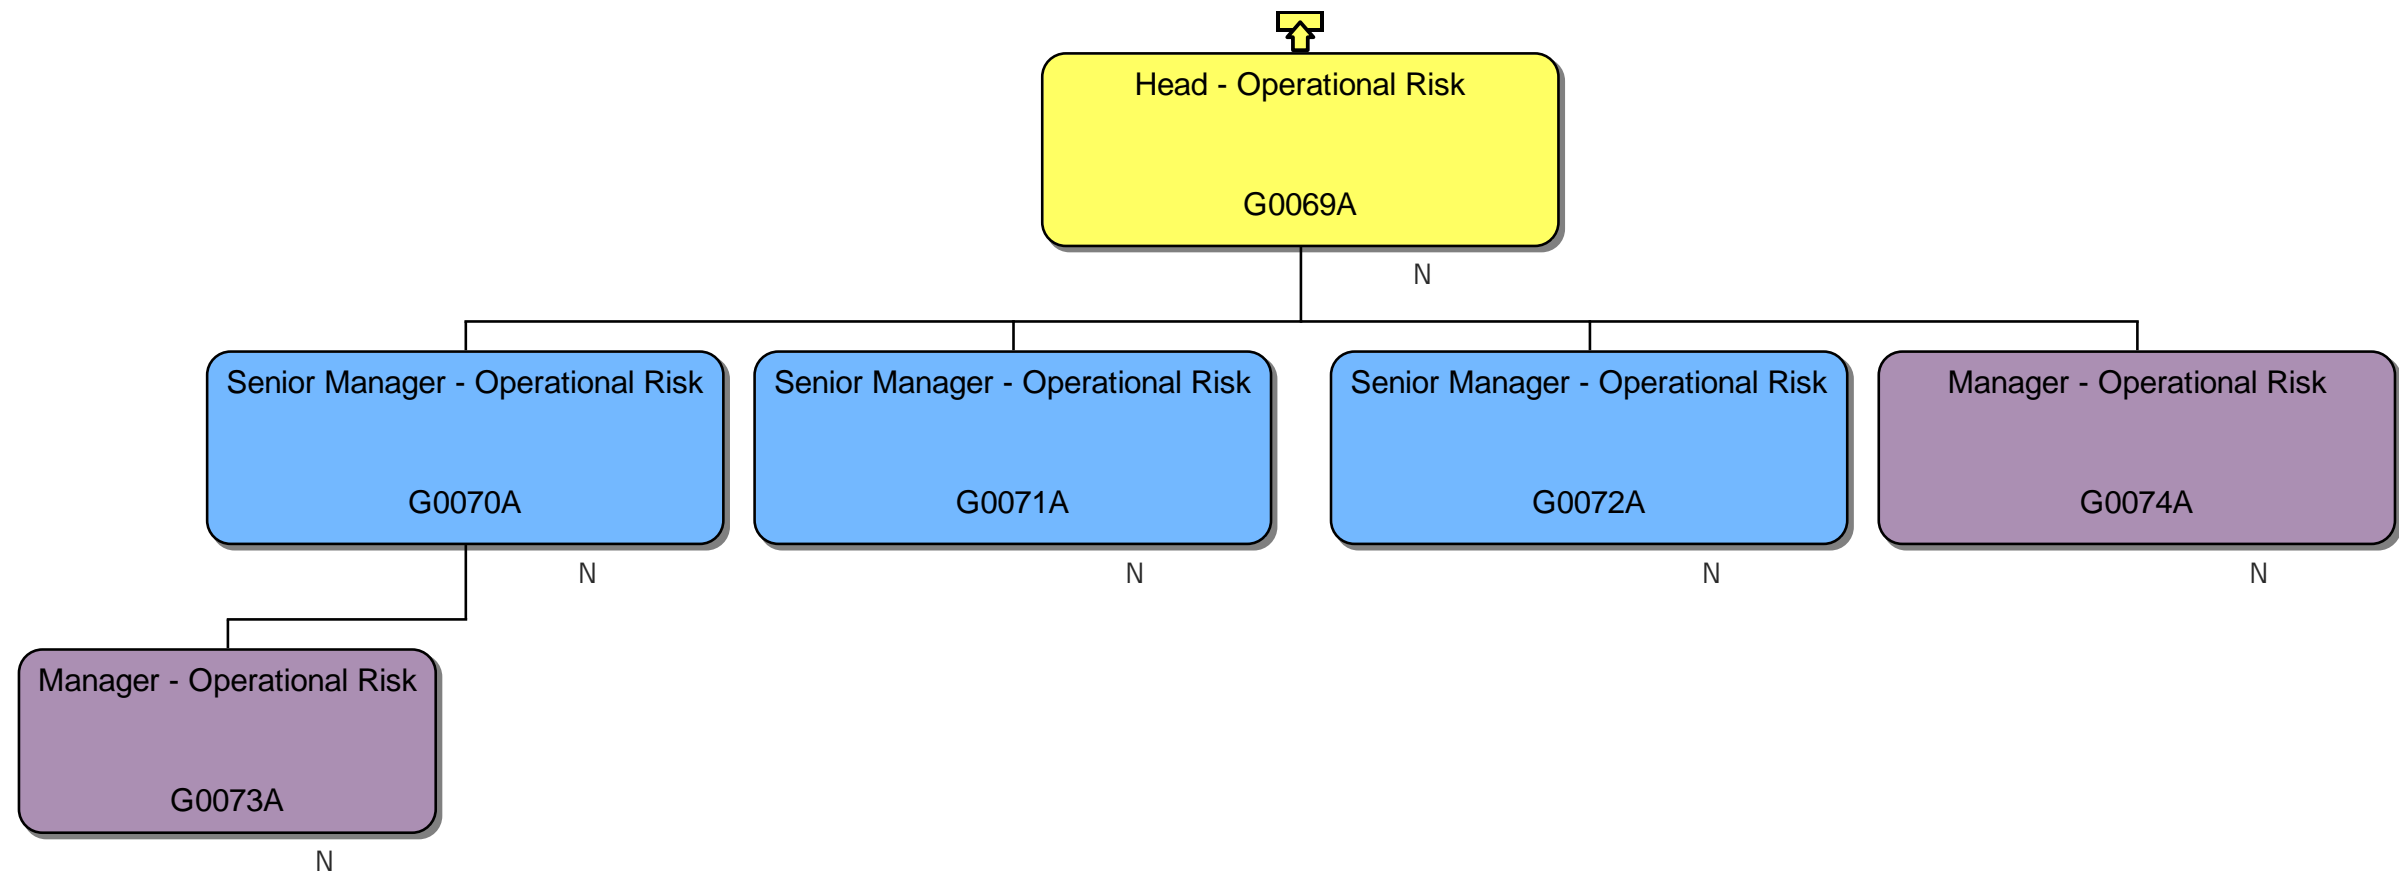 Head - Operational Risk
G0069A
N
Senior Manager - Operational Risk
G0070A
N
Senior Manager - Operational Risk
G0071A
N
Senior Manager - Operational Risk
G0072A
N
Manager - Operational Risk
G0074A
N
Manager - Operational Risk
G0073A
N